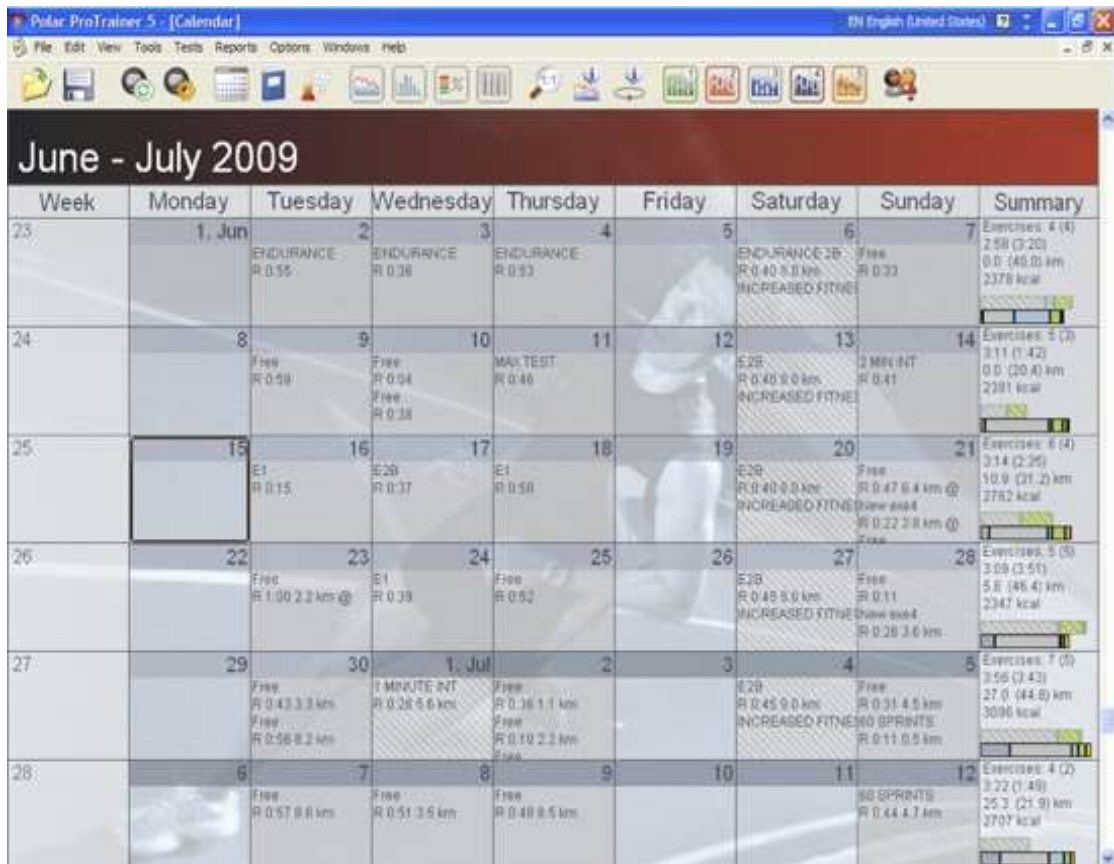 Polar ProTrainer 5 - [Calendar]
EN English (United States)
File Edit View Tools Tests Reports Options Windows Help
June - July 2009
Week Monday Tuesday Wednesday Thursday Friday Saturday Sunday Summary
23 1. Jun 2 3 4 5 6 7 Exercises: 4 (4)
ENDURANCE ENDURANCE ENDURANCE ENDURANCE 2B Free 2:58 (3:20)
R 0:55 R 0:36 R 0:53 R 0:40 8.0 km R 0:33 0.0 (40.0) km
INCREASED FITNE 2378 kcal
24 8 9 10 11 12 13 14 Exercises: 5 (3)
Free Free MAX TEST E2B 2 MIN INT 3:11 (1:42)
R 0:59 R 0:04 R 0:46 R 0:45 9.0 km R 0:41 0.0 (20.4) km
Free INCREASED FITNE 2381 kcal
R 0:38
25 15 16 17 18 19 20 21 Exercises: 6 (4)
E1 E2B E1 E2B Free 3:14 (2:35)
R 0:15 R 0:37 R 0:50 R 0:40 8.0 km R 0:47 6.4 km @ 10.9 (31.2) km
INCREASED FITNE New exe4 2762 kcal
R 0:22 3.8 km @
Free
26 22 23 24 25 26 27 28 Exercises: 5 (5)
Free E1 Free E2B Free 3:09 (3:51)
R 1:00 2.2 km @ R 0:39 R 0:52 R 0:45 9.0 km R 0:11 5.8 (46.4) km
INCREASED FITNE New exe4 2347 kcal
R 0:26 3.6 km
27 29 30 1. Jul 2 3 4 5 Exercises: 7 (5)
Free 1 MINUTE INT Free E2B Free 3:56 (3:43)
R 0:43 3.3 km R 0:26 5.6 km R 0:36 1.1 km R 0:45 9.0 km R 0:31 4.5 km 27.0 (44.8) km
Free Free INCREASED FITNE 60 SPRINTS 3096 kcal
R 0:56 8.2 km R 0:10 2.2 km R 0:11 0.5 km
Free
28 6 7 8 9 10 11 12 Exercises: 4 (2)
Free Free Free 60 SPRINTS 3:22 (1:49)
R 0:57 8.6 km R 0:51 3.5 km R 0:48 8.5 km R 0:44 4.7 km 25.3 (21.9) km
2707 kcal